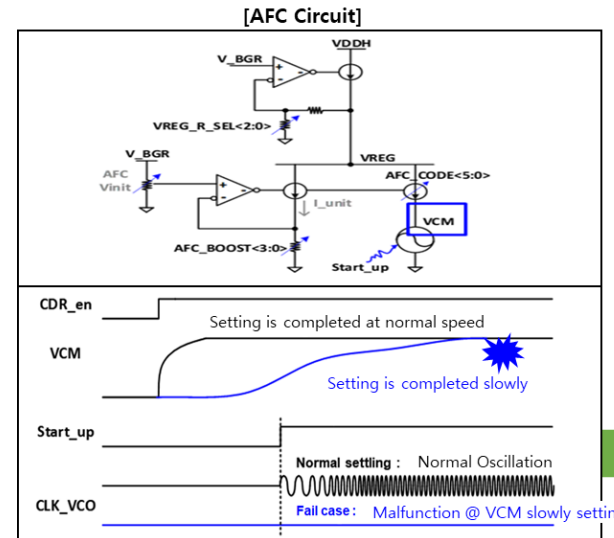 [AFC Circuit]
VDDH
V_BGR
VREG_R_SEL<2:0>
V_BGR
VREG
AFC
Vinit
AFC_CODE<5:0>
I_unit
VCM
AFC_BOOST<3:0>
Start_up
CDR_en
Setting is completed at normal speed
VCM
Setting is completed slowly
Start_up
Normal settling : Normal Oscillation
CLK_VCO
Fail case : Malfunction @ VCM slowly settin